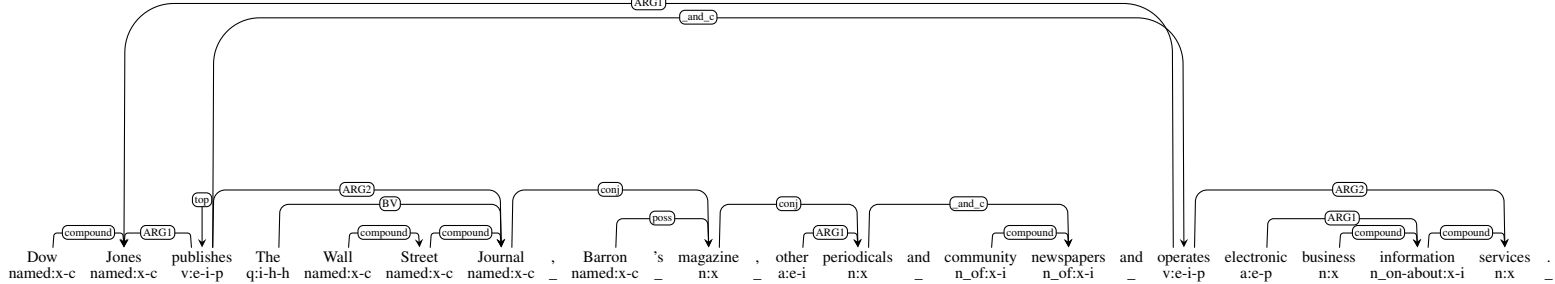 ARG1
_and_c
top ARG2 conj ARG2
BV conj _and_c
poss ARG1
compound ARG1 compound compound ARG1 compound compound compound
Dow Jones publishes The Wall Street Journal , Barron 's magazine , other periodicals and community newspapers and operates electronic business information services .
named:x-c named:x-c v:e-i-p q:i-h-h named:x-c named:x-c named:x-c _ named:x-c _ n:x _ a:e-i n:x _ n_of:x-i n_of:x-i _ v:e-i-p a:e-p n:x n_on-about:x-i n:x _